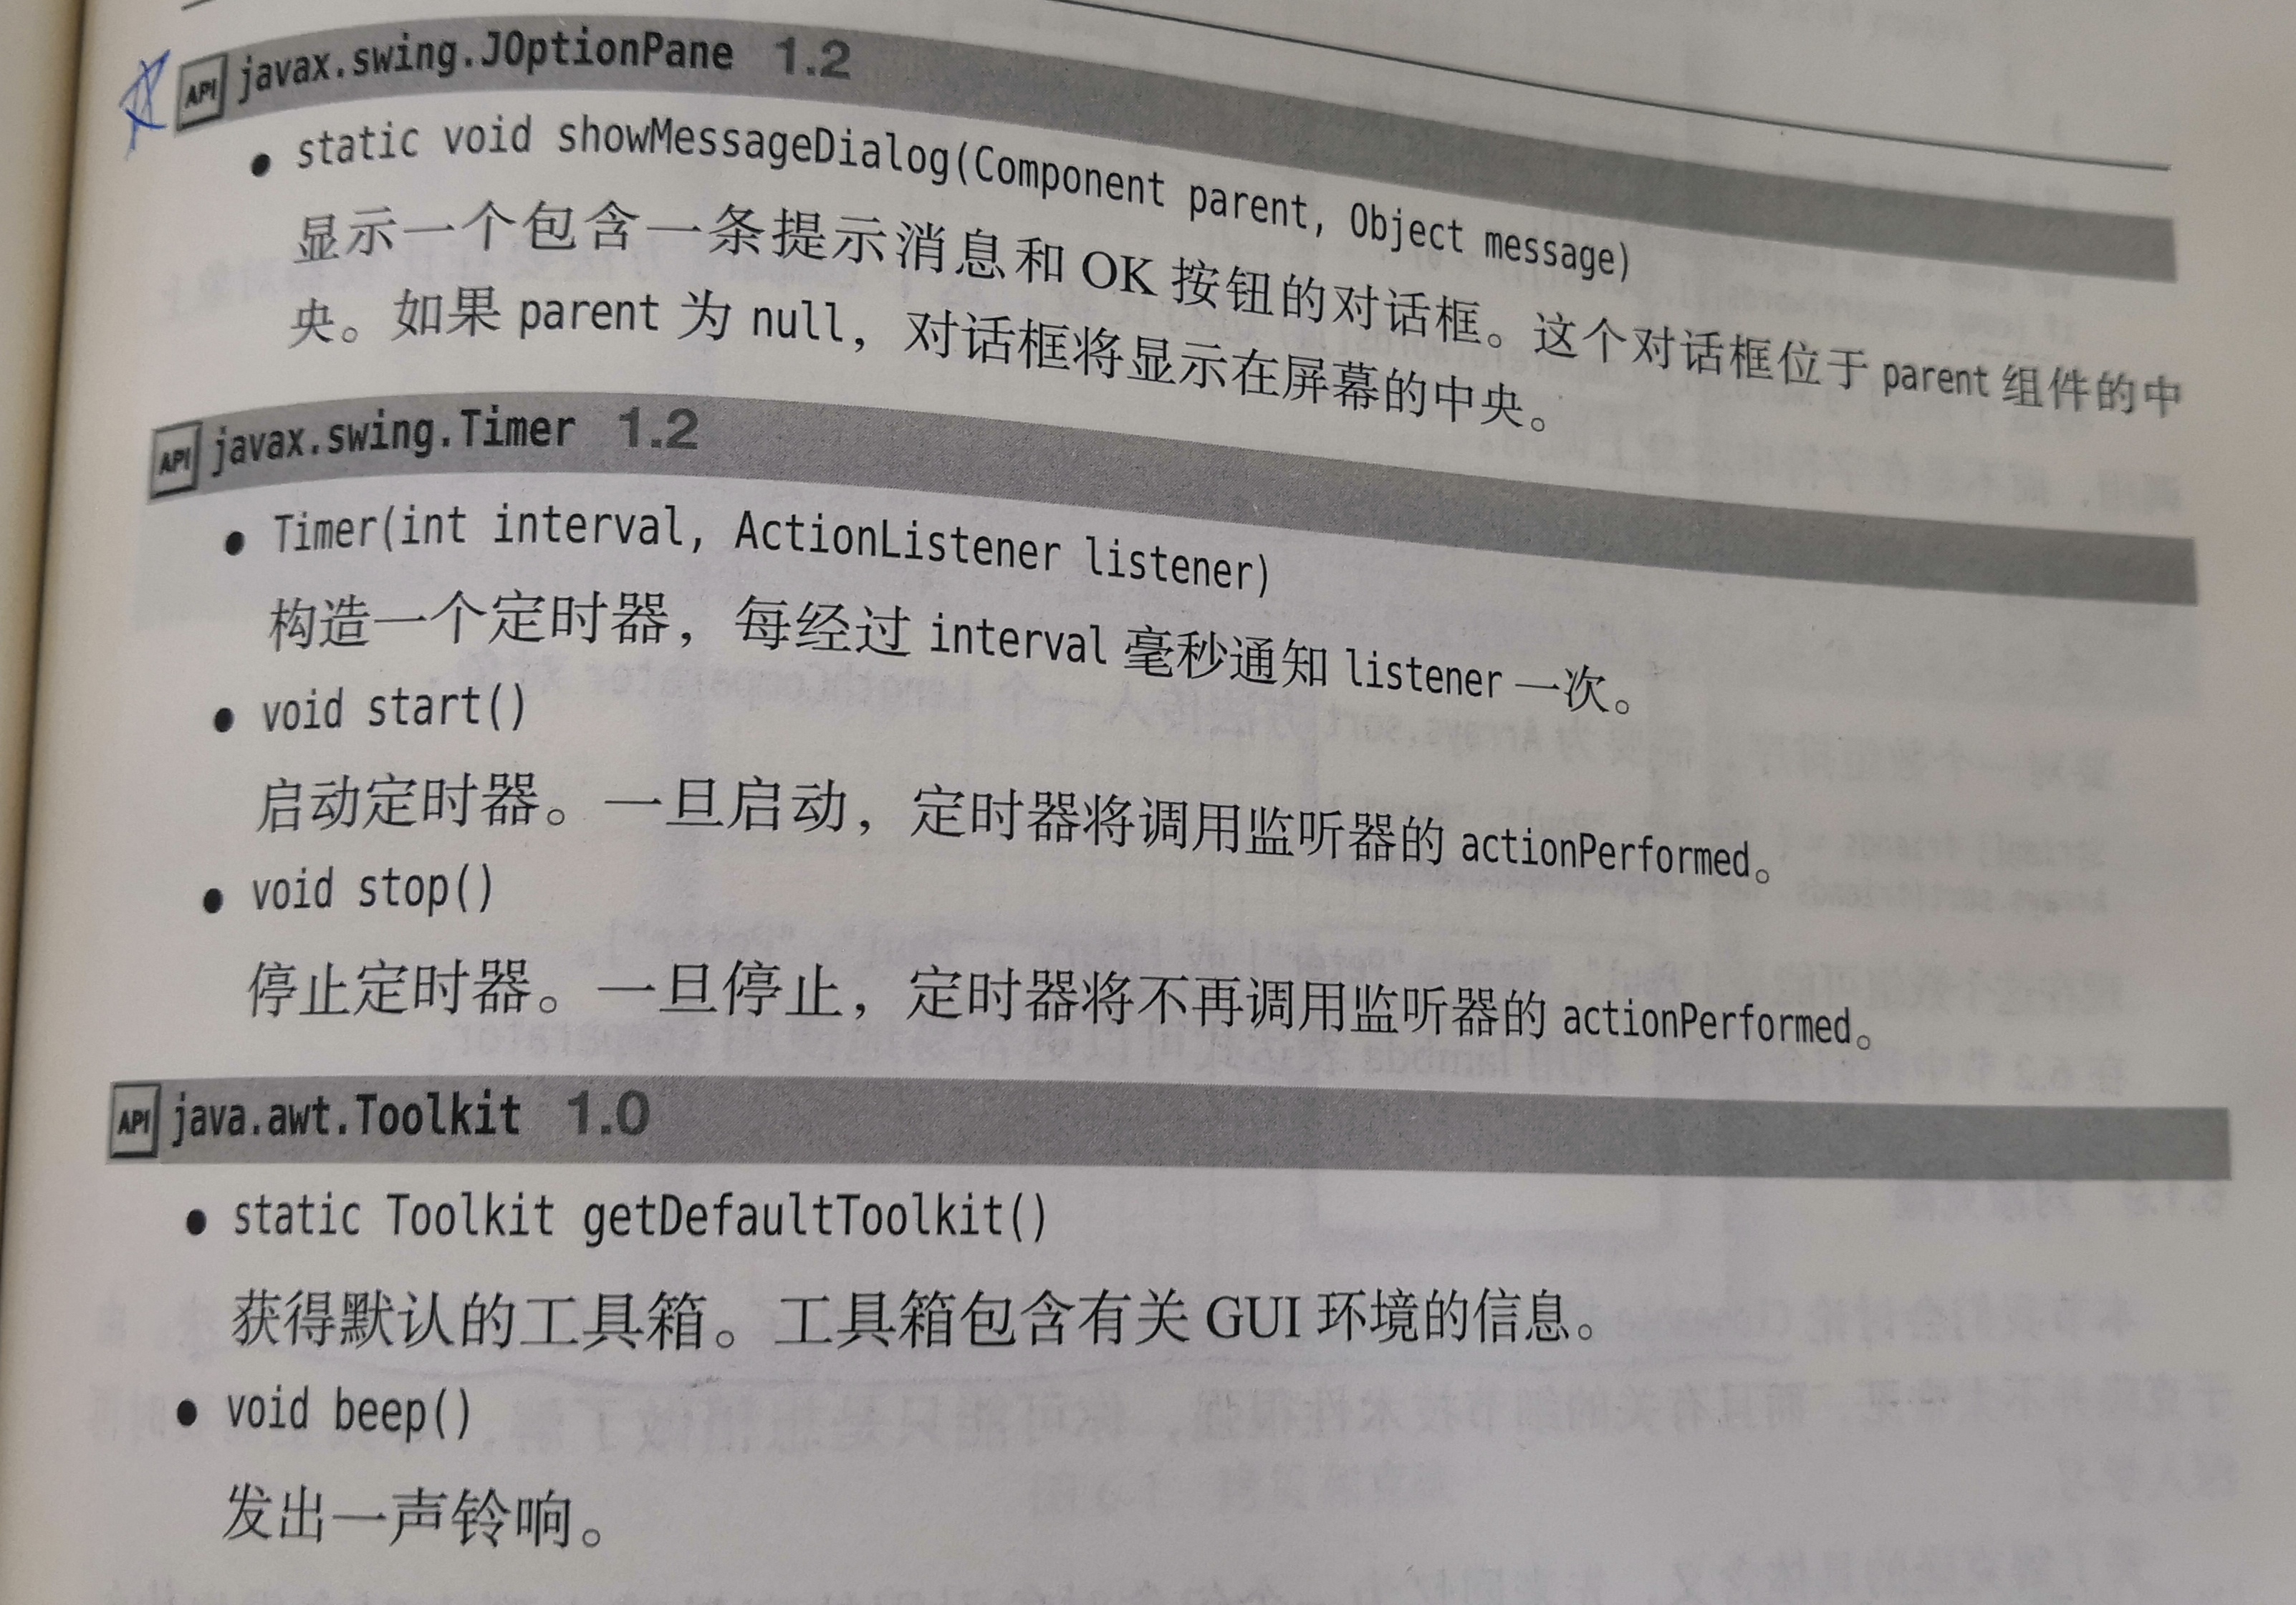 API javax.swing.JOptionPane 1.2
• static void showMessageDialog(Component parent, Object message)
显示一个包含一条提示消息和 OK 按钮的对话框。这个对话框位于 parent 组件的中
央。如果 parent 为 null，对话框将显示在屏幕的中央。
API javax.swing.Timer 1.2
• Timer(int interval, ActionListener listener)
构造一个定时器，每经过 interval 毫秒通知 listener 一次。
• void start()
启动定时器。一旦启动，定时器将调用监听器的 actionPerformed。
• void stop()
停止定时器。一旦停止，定时器将不再调用监听器的 actionPerformed。
API java.awt.Toolkit 1.0
• static Toolkit getDefaultToolkit()
获得默认的工具箱。工具箱包含有关 GUI 环境的信息。
• void beep()
发出一声铃响。